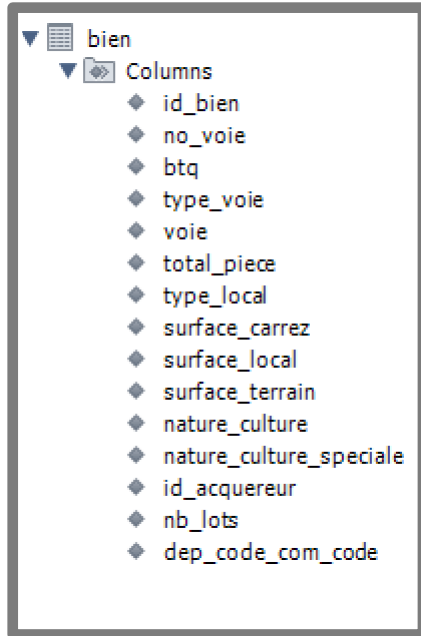 bien
Columns
id_bien
no_voie
btq
type_voie
voie
total_piece
type_local
surface_carrez
surface_local
surface_terrain
nature_culture
nature_culture_speciale
id_acquereur
nb_lots
dep_code_com_code